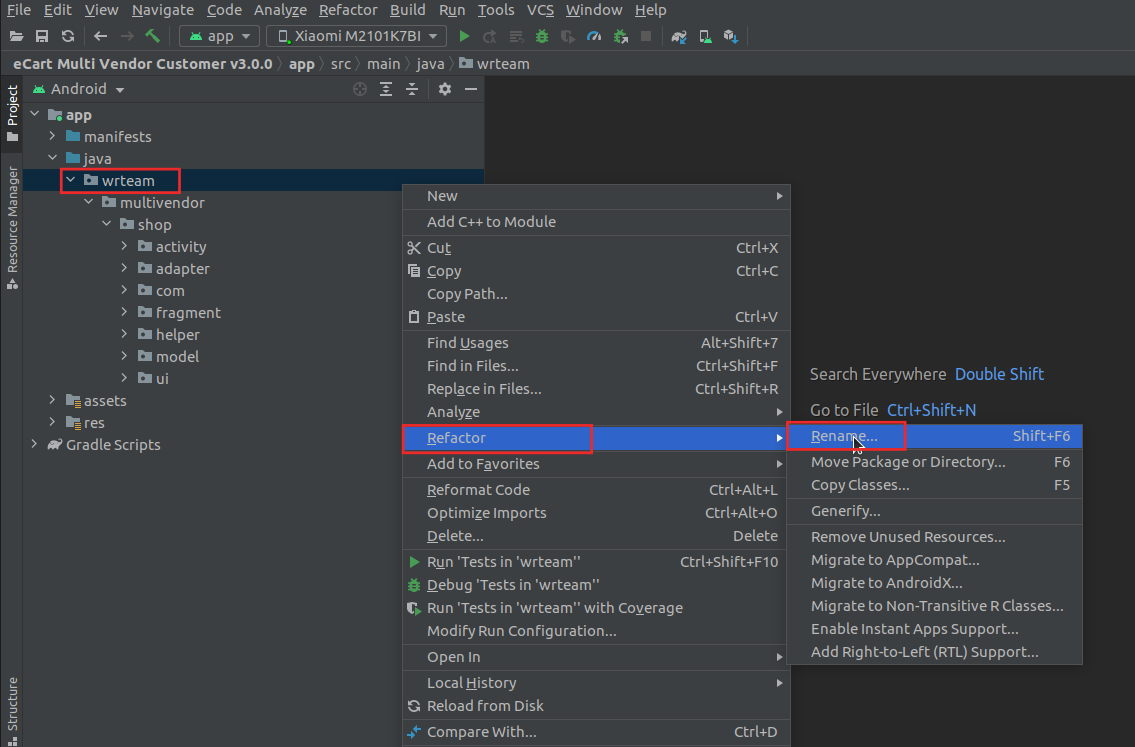 File Edit View Navigate Code Analyze Refactor Build Run Tools VCS Window Help
app Xiaomi M2101K7BI
eCart Multi Vendor Customer v3.0.0 app src main java wrteam
Project
Resource Manager
Structure
Android
app
manifests
java
wrteam
multivendor
shop
activity
adapter
com
fragment
helper
model
ui
assets
res
Gradle Scripts
New
Add C++ to Module
Cut Ctrl+X
Copy Ctrl+C
Copy Path...
Paste Ctrl+V
Find Usages Alt+Shift+7
Find in Files... Ctrl+Shift+F
Replace in Files... Ctrl+Shift+R
Analyze
Refactor
Add to Favorites
Reformat Code Ctrl+Alt+L
Optimize Imports Ctrl+Alt+O
Delete... Delete
Run 'Tests in 'wrteam'' Ctrl+Shift+F10
Debug 'Tests in 'wrteam''
Run 'Tests in 'wrteam'' with Coverage
Modify Run Configuration...
Open In
Local History
Reload from Disk
Compare With... Ctrl+D
Search Everywhere Double Shift
Go to File Ctrl+Shift+N
Rename... Shift+F6
Move Package or Directory... F6
Copy Classes... F5
Generify...
Remove Unused Resources...
Migrate to AppCompat...
Migrate to AndroidX...
Migrate to Non-Transitive R Classes...
Enable Instant Apps Support...
Add Right-to-Left (RTL) Support...